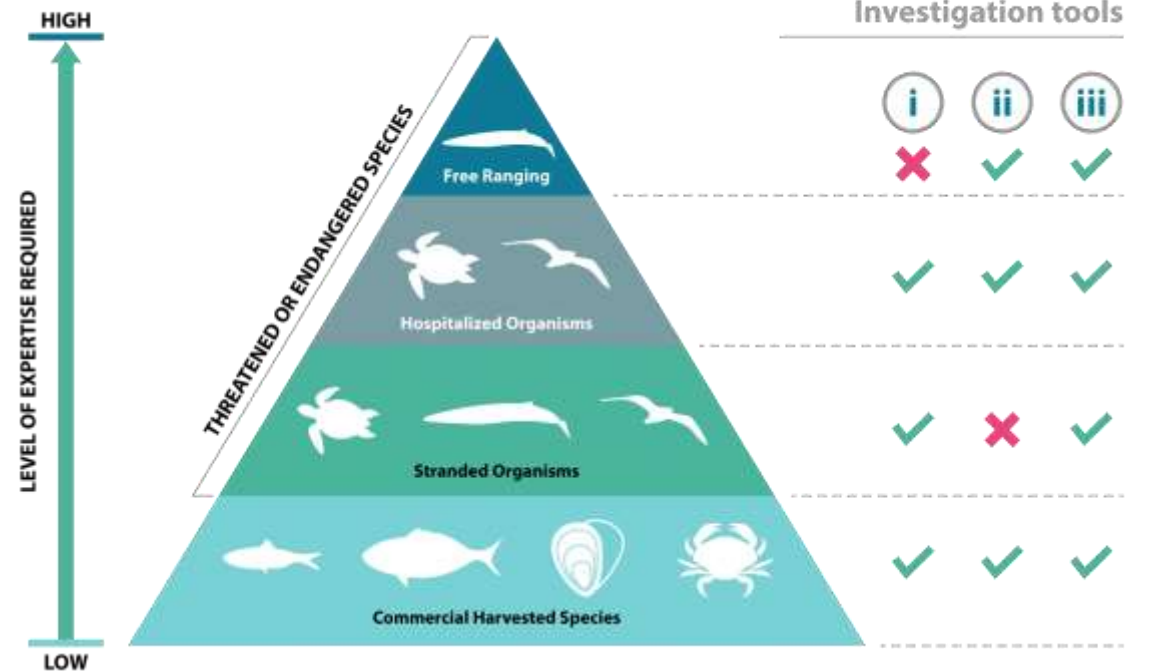 HIGH
Investigation tools
i ii iii
THREATENED OR ENDANGERED SPECIES
LEVEL OF EXPERTISE REQUIRED
Free Ranging
Hospitalized Organisms
Stranded Organisms
Commercial Harvested Species
LOW